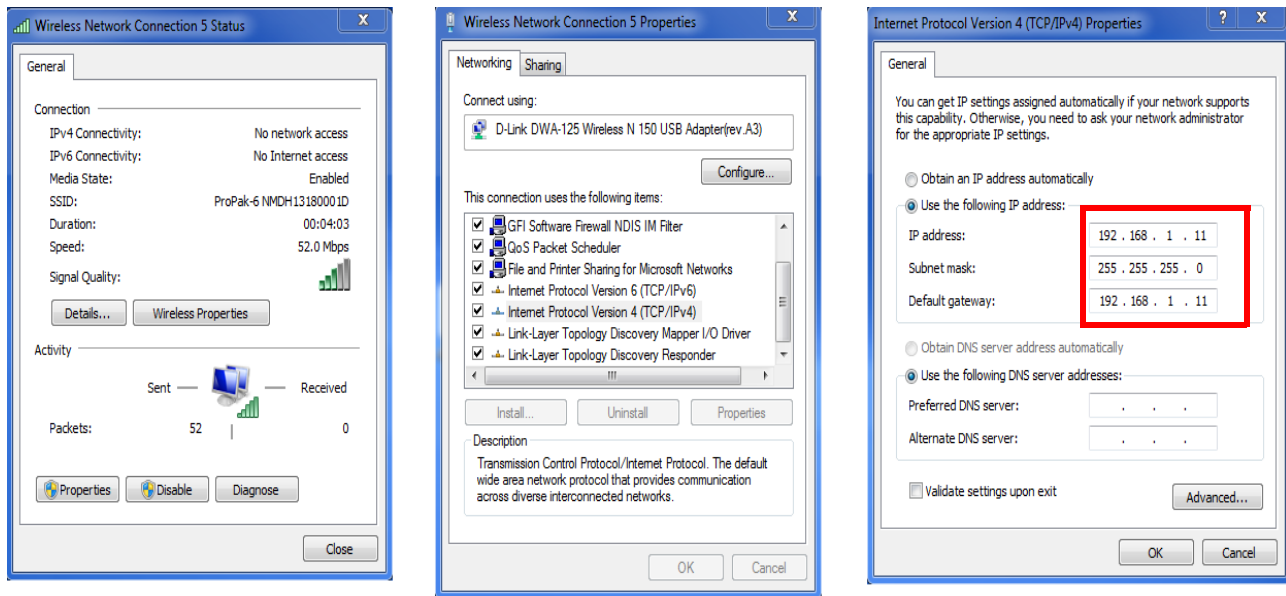 Wireless Network Connection 5 Status
X
General
Connection
IPv4 Connectivity: No network access
IPv6 Connectivity: No Internet access
Media State: Enabled
SSID: ProPak-6 NMDH13180001D
Duration: 00:04:03
Speed: 52.0 Mbps
Signal Quality:
Details... Wireless Properties
Activity
Sent Received
Packets: 52 0
Properties Disable Diagnose
Close
Wireless Network Connection 5 Properties
X
Networking Sharing
Connect using:
D-Link DWA-125 Wireless N 150 USB Adapter(rev.A3)
Configure...
This connection uses the following items:
GFI Software Firewall NDIS IM Filter
QoS Packet Scheduler
File and Printer Sharing for Microsoft Networks
Internet Protocol Version 6 (TCP/IPv6)
Internet Protocol Version 4 (TCP/IPv4)
Link-Layer Topology Discovery Mapper I/O Driver
Link-Layer Topology Discovery Responder
Install... Uninstall Properties
Description
Transmission Control Protocol/Internet Protocol. The default
wide area network protocol that provides communication
across diverse interconnected networks.
OK Cancel
Internet Protocol Version 4 (TCP/IPv4) Properties
? X
General
You can get IP settings assigned automatically if your network supports
this capability. Otherwise, you need to ask your network administrator
for the appropriate IP settings.
Obtain an IP address automatically
Use the following IP address:
IP address: 192 . 168 . 1 . 11
Subnet mask: 255 . 255 . 255 . 0
Default gateway: 192 . 168 . 1 . 11
Obtain DNS server address automatically
Use the following DNS server addresses:
Preferred DNS server: . . .
Alternate DNS server: . . .
Validate settings upon exit
Advanced...
OK Cancel